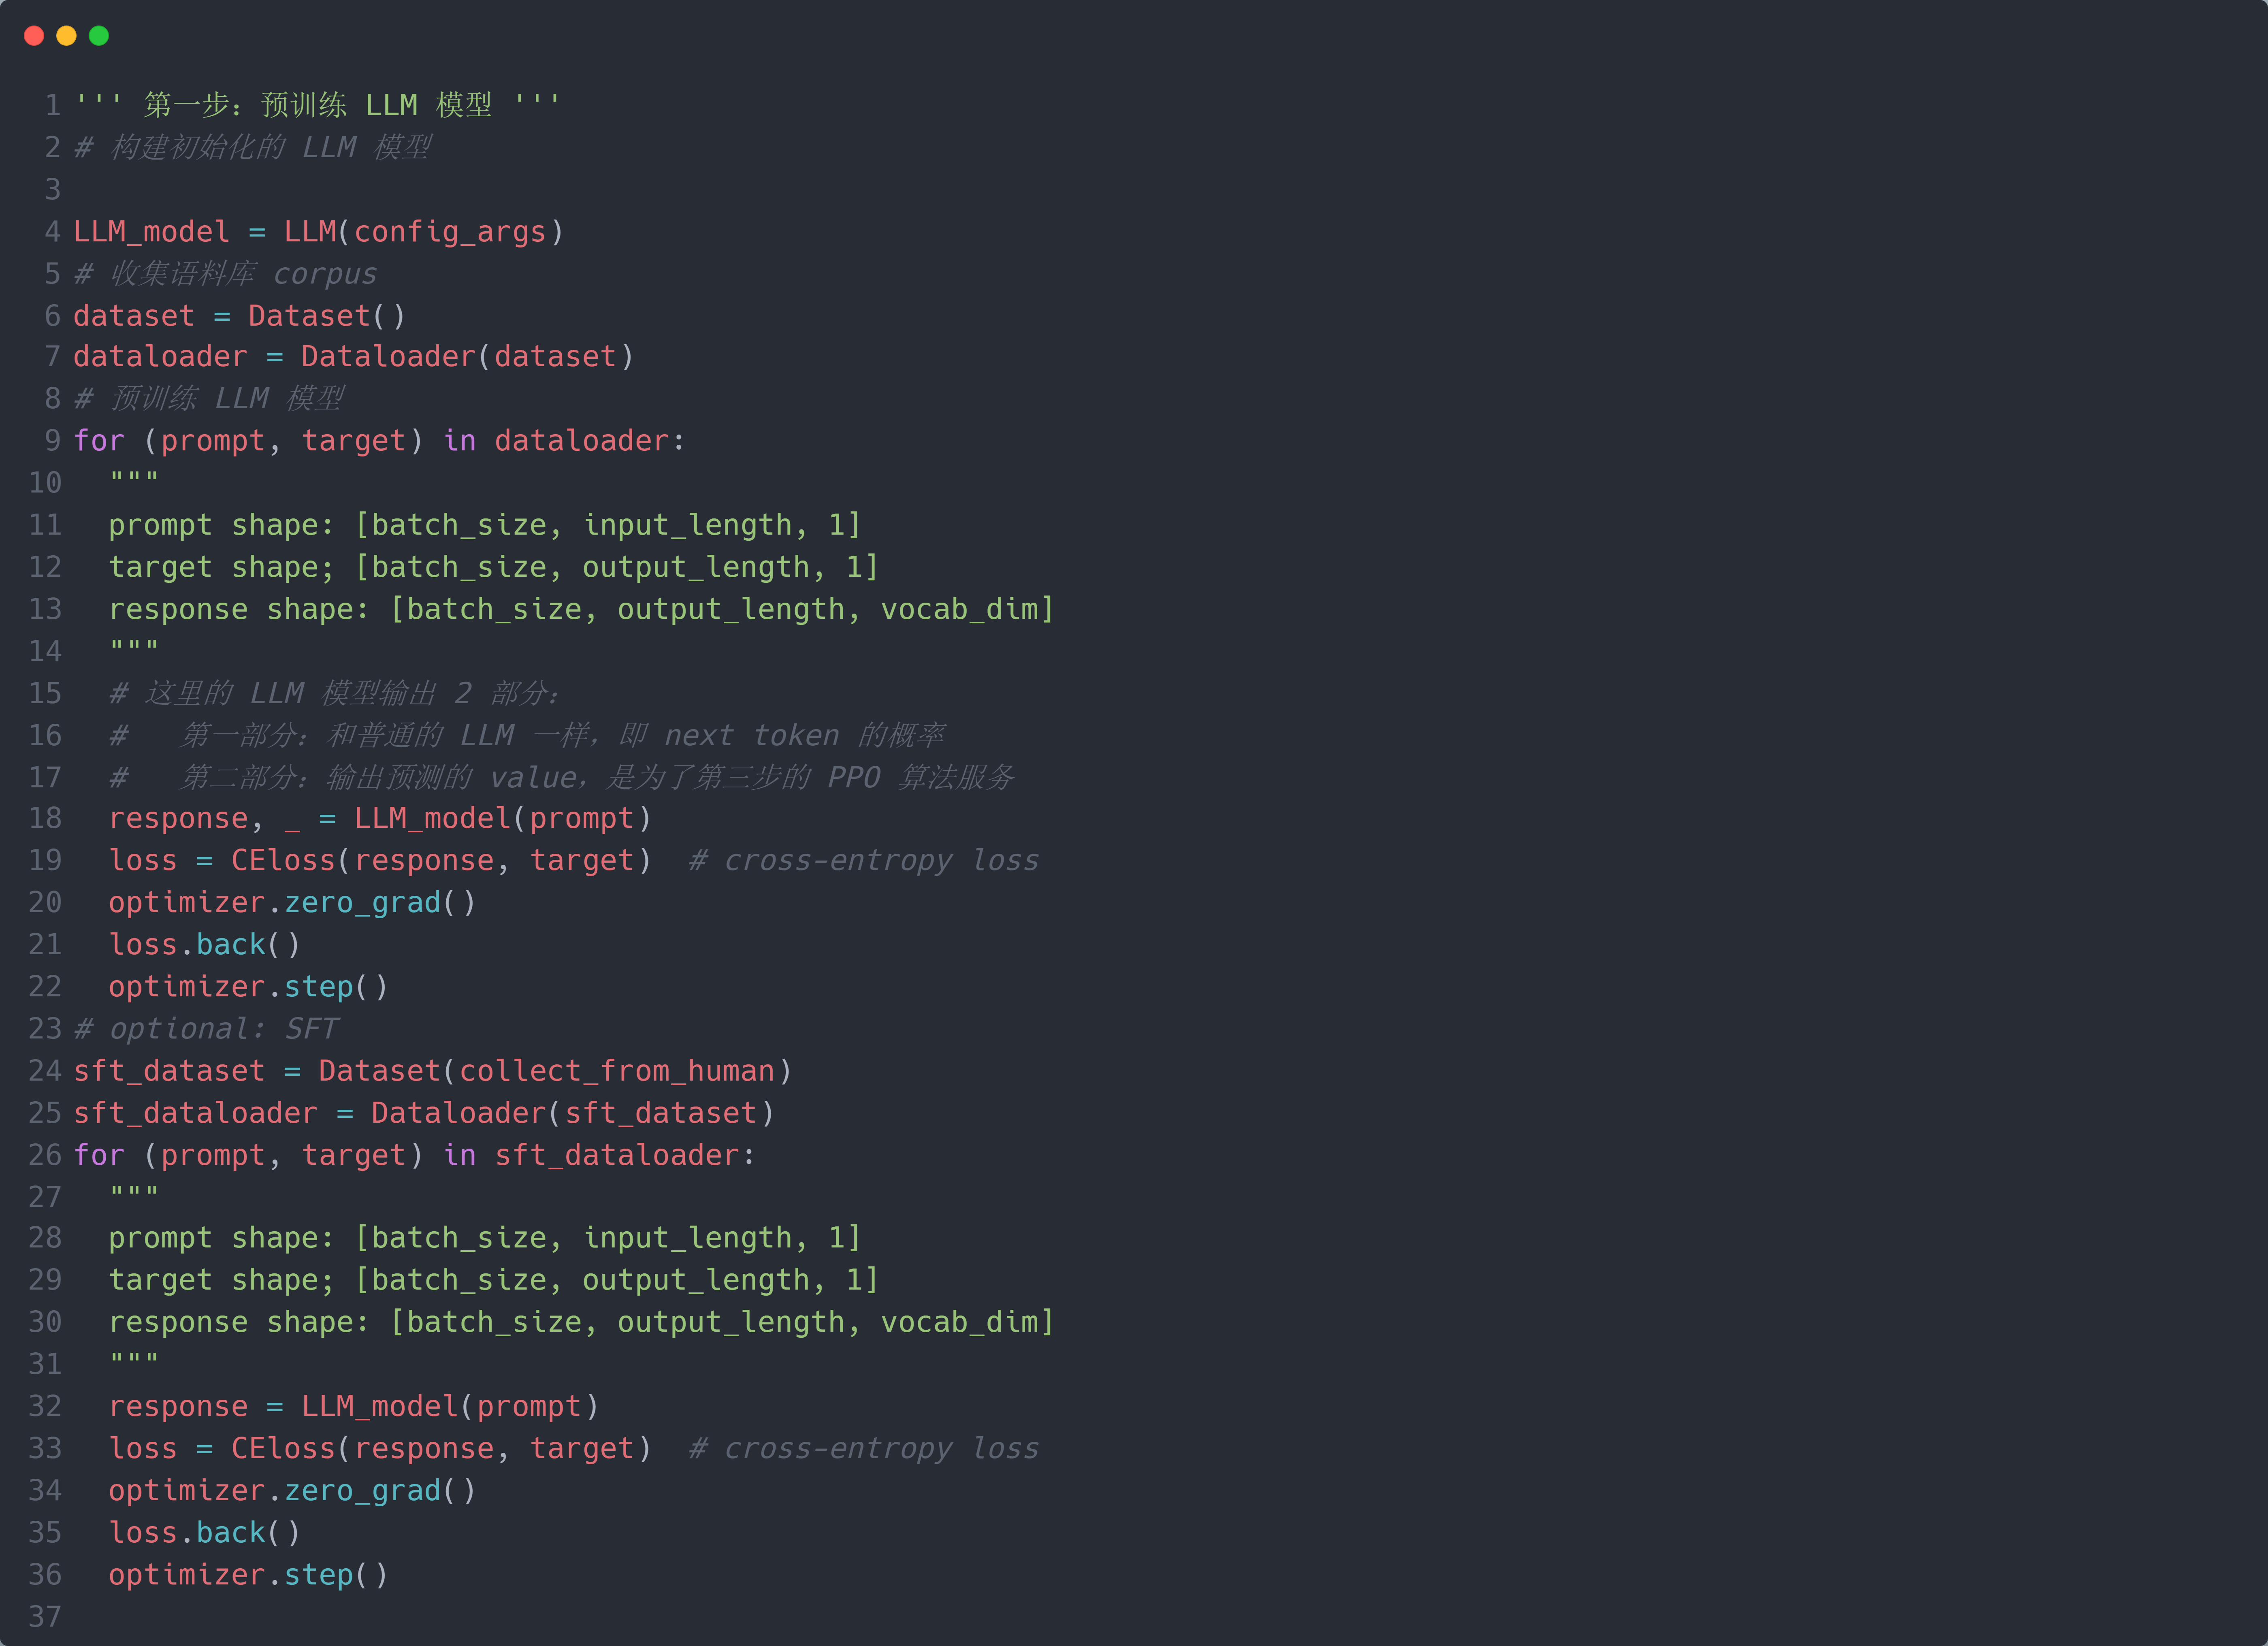 1 ''' 第一步：预训练 LLM 模型 '''
2 # 构建初始化的 LLM 模型
3
4 LLM_model = LLM(config_args)
5 # 收集语料库 corpus
6 dataset = Dataset()
7 dataloader = Dataloader(dataset)
8 # 预训练 LLM 模型
9 for (prompt, target) in dataloader:
10   """
11   prompt shape: [batch_size, input_length, 1]
12   target shape; [batch_size, output_length, 1]
13   response shape: [batch_size, output_length, vocab_dim]
14   """
15   # 这里的 LLM 模型输出 2 部分：
16   #   第一部分：和普通的 LLM 一样，即 next token 的概率
17   #   第二部分：输出预测的 value，是为了第三步的 PPO 算法服务
18   response, _ = LLM_model(prompt)
19   loss = CEloss(response, target)  # cross-entropy loss
20   optimizer.zero_grad()
21   loss.back()
22   optimizer.step()
23 # optional: SFT
24 sft_dataset = Dataset(collect_from_human)
25 sft_dataloader = Dataloader(sft_dataset)
26 for (prompt, target) in sft_dataloader:
27   """
28   prompt shape: [batch_size, input_length, 1]
29   target shape; [batch_size, output_length, 1]
30   response shape: [batch_size, output_length, vocab_dim]
31   """
32   response = LLM_model(prompt)
33   loss = CEloss(response, target)  # cross-entropy loss
34   optimizer.zero_grad()
35   loss.back()
36   optimizer.step()
37